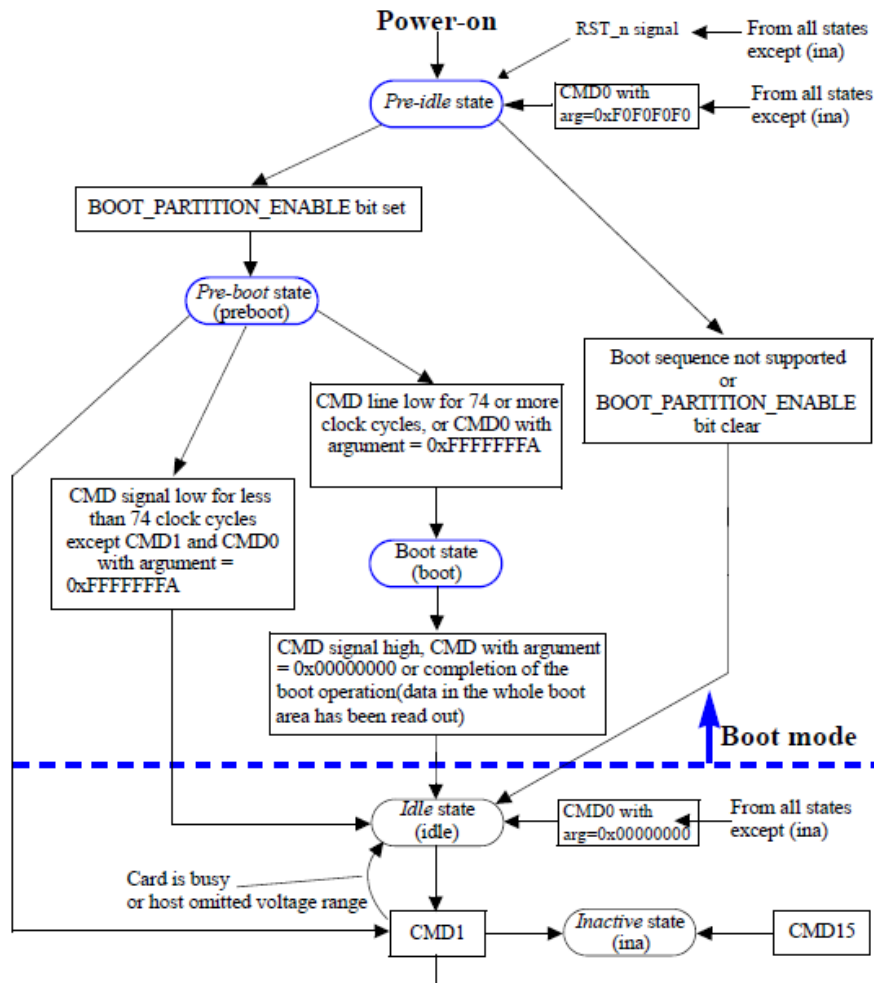 Power-on
RST_n signal
From all states
except (ina)
Pre-idle state
CMD0 with
arg=0xF0F0F0F0
From all states
except (ina)
BOOT_PARTITION_ENABLE bit set
Pre-boot state
(preboot)
Boot sequence not supported
or
BOOT_PARTITION_ENABLE
bit clear
CMD line low for 74 or more
clock cycles, or CMD0 with
argument = 0xFFFFFFFA
CMD signal low for less
than 74 clock cycles
except CMD1 and CMD0
with argument =
0xFFFFFFFA
Boot state
(boot)
CMD signal high, CMD with argument
= 0x00000000 or completion of the
boot operation(data in the whole boot
area has been read out)
Boot mode
Idle state
(idle)
CMD0 with
arg=0x00000000
From all states
except (ina)
Card is busy
or host omitted voltage range
CMD1
Inactive state
(ina)
CMD15